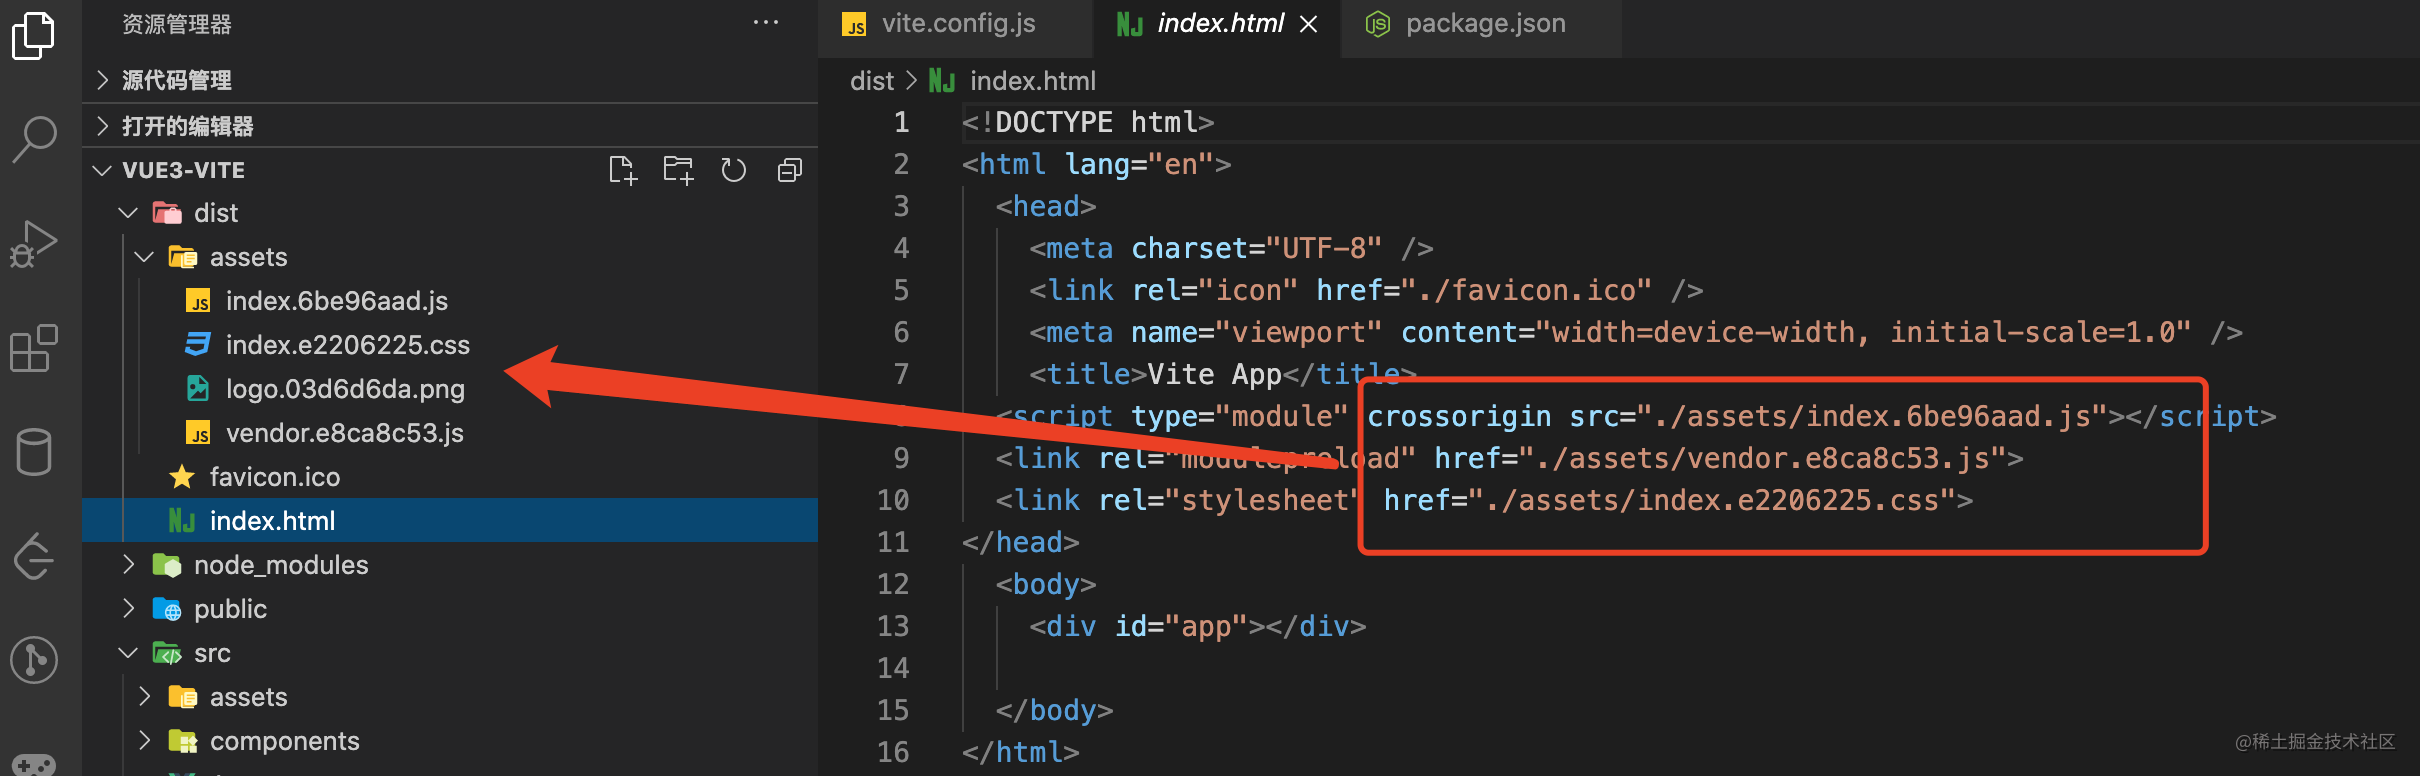 资源管理器
源代码管理
打开的编辑器
VUE3-VITE
dist
assets
index.6be96aad.js
index.e2206225.css
logo.03d6d6da.png
vendor.e8ca8c53.js
favicon.ico
index.html
node_modules
public
src
assets
components
vite.config.js
index.html
package.json
dist > index.html
1 <!DOCTYPE html>
2 <html lang="en">
3 <head>
4 <meta charset="UTF-8" />
5 <link rel="icon" href="./favicon.ico" />
6 <meta name="viewport" content="width=device-width, initial-scale=1.0" />
7 <title>Vite App</title>
<script type="module" crossorigin src="./assets/index.6be96aad.js"></script>
9 <link rel="modulepreload" href="./assets/vendor.e8ca8c53.js">
10 <link rel="stylesheet" href="./assets/index.e2206225.css">
11 </head>
12 <body>
13 <div id="app"></div>
14
15 </body>
16 </html>
@稀土掘金技术社区